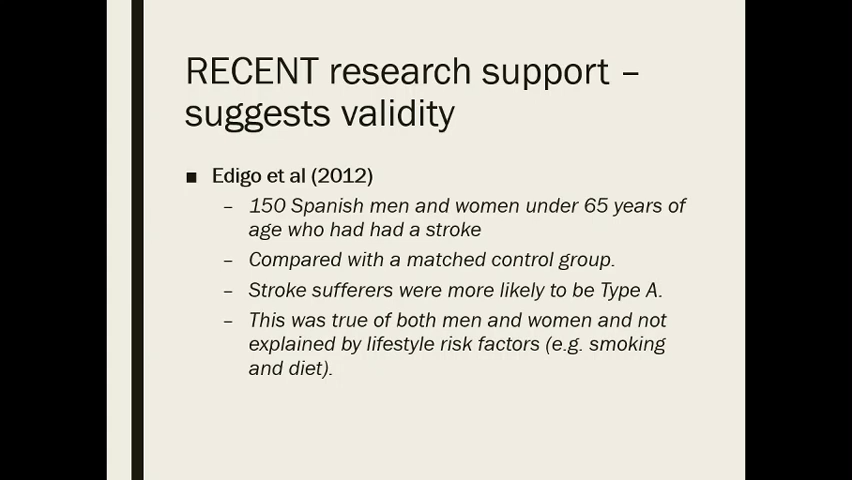 RECENT research support –
suggests validity
■ Edigo et al (2012)
– 150 Spanish men and women under 65 years of
age who had had a stroke
– Compared with a matched control group.
– Stroke sufferers were more likely to be Type A.
– This was true of both men and women and not
explained by lifestyle risk factors (e.g. smoking
and diet).